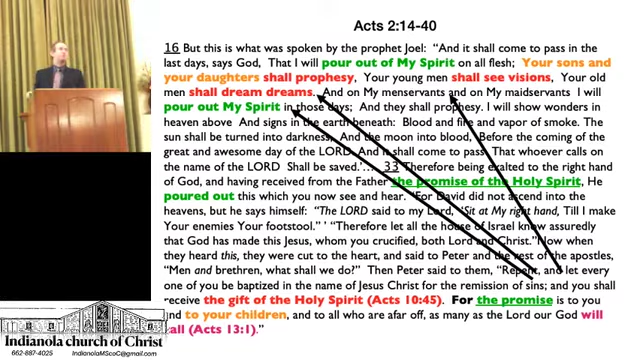 Acts 2:14-40
16 But this is what was spoken by the prophet Joel: “And it shall come to pass in the
last days, says God, That I will pour out of My Spirit on all flesh; Your sons and
your daughters shall prophesy, Your young men shall see visions, Your old
men shall dream dreams. And on My menservants and on My maidservants I will
pour out My Spirit in those days; And they shall prophesy. I will show wonders in
heaven above And signs in the earth beneath: Blood and fire and vapor of smoke. The
sun shall be turned into darkness, And the moon into blood, Before the coming of the
great and awesome day of the LORD. And it shall come to pass That whoever calls on
the name of the LORD Shall be saved.’… 33 Therefore being exalted to the right hand
of God, and having received from the Father the promise of the Holy Spirit, He
poured out this which you now see and hear. “For David did not ascend into the
heavens, but he says himself: “The LORD said to my Lord, “Sit at My right hand, Till I make
Your enemies Your footstool.” ’ “Therefore let all the house of Israel know assuredly
that God has made this Jesus, whom you crucified, both Lord and Christ.” Now when
they heard this, they were cut to the heart, and said to Peter and the rest of the apostles,
“Men and brethren, what shall we do?” Then Peter said to them, “Repent, and let every
one of you be baptized in the name of Jesus Christ for the remission of sins; and you shall
receive the gift of the Holy Spirit (Acts 10:45). For the promise is to you
and to your children, and to all who are afar off, as many as the Lord our God will
call (Acts 13:1).”
Indianola church of Christ
662-887-4025 IndianolaMSCoC@gmail.com